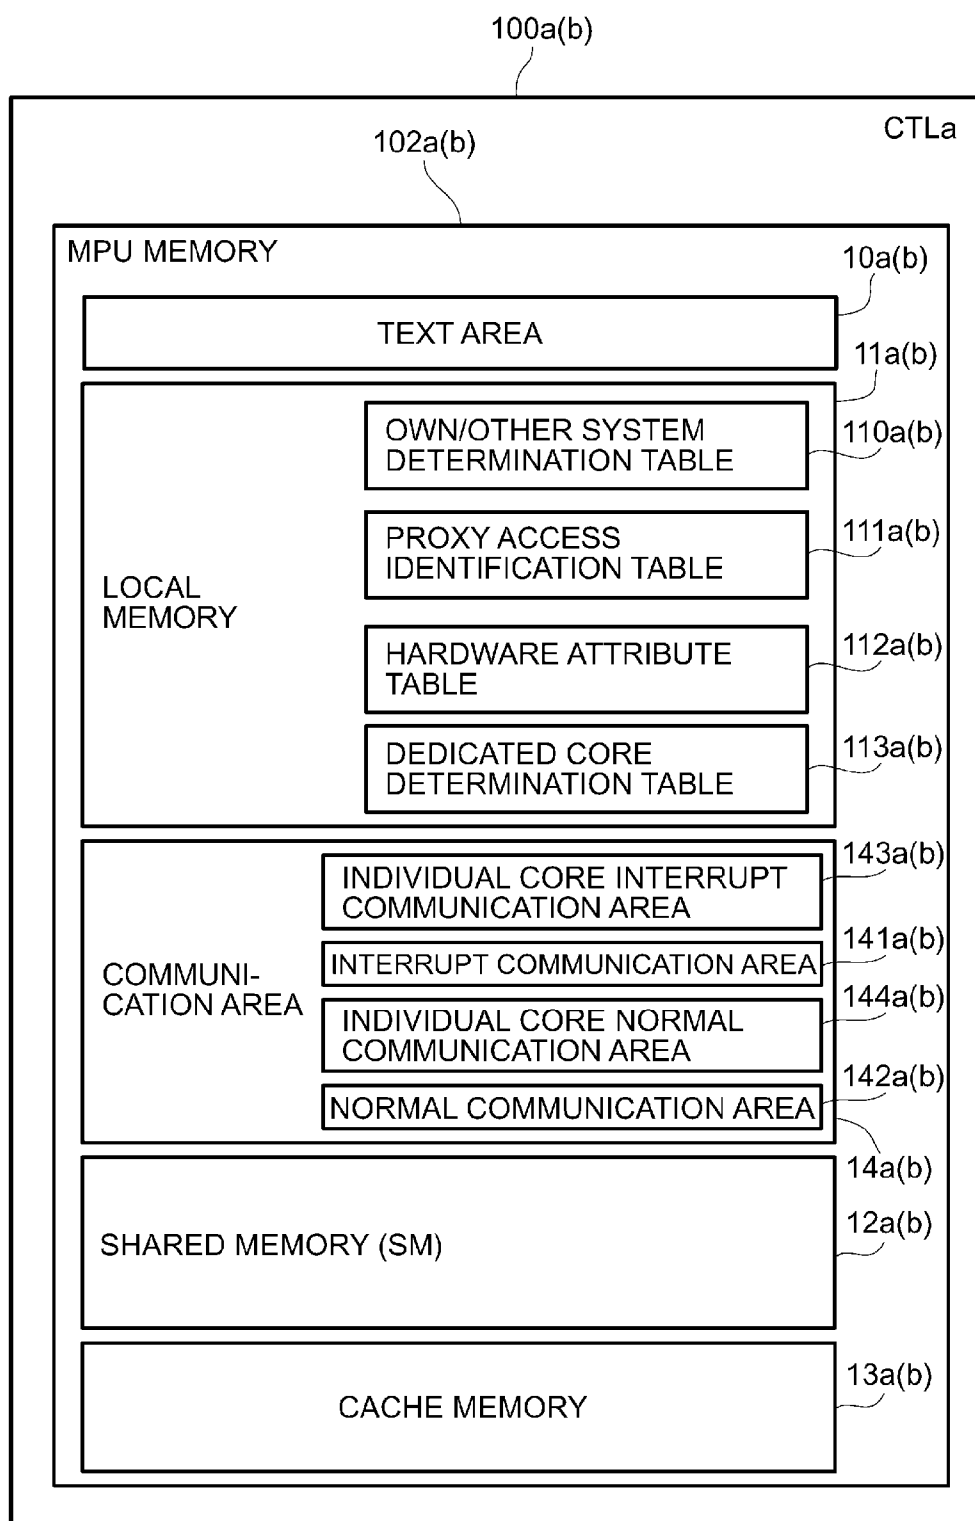 100a(b)
CTLa
102a(b)
MPU MEMORY
10a(b)
TEXT AREA
11a(b)
OWN/OTHER SYSTEM
DETERMINATION TABLE
110a(b)
PROXY ACCESS
IDENTIFICATION TABLE
111a(b)
LOCAL
MEMORY
HARDWARE ATTRIBUTE
TABLE
112a(b)
DEDICATED CORE
DETERMINATION TABLE
113a(b)
143a(b)
INDIVIDUAL CORE INTERRUPT
COMMUNICATION AREA
141a(b)
INTERRUPT COMMUNICATION AREA
COMMUNI-
CATION AREA
144a(b)
INDIVIDUAL CORE NORMAL
COMMUNICATION AREA
142a(b)
NORMAL COMMUNICATION AREA
14a(b)
12a(b)
SHARED MEMORY (SM)
13a(b)
CACHE MEMORY